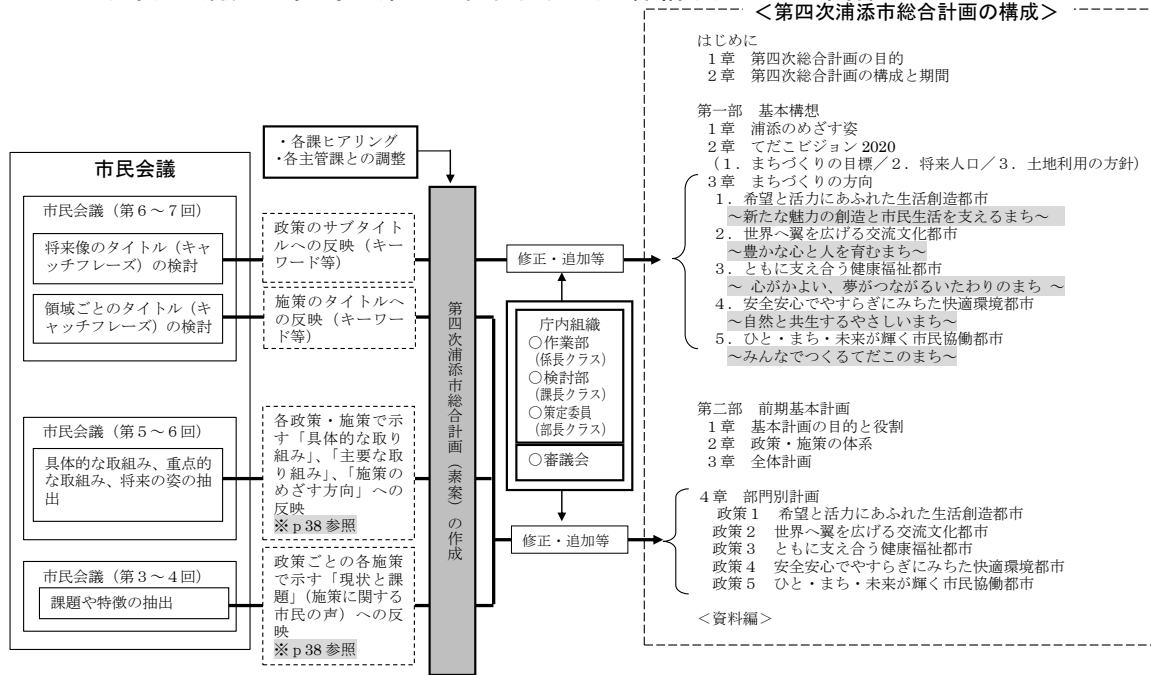 ・各課ヒアリング
・各主管課との調整
市民会議
市民会議（第６～７回）
将来像のタイトル（キャ
ッチフレーズ）の検討
領域ごとのタイトル（キ
ャッチフレーズ）の検討
市民会議（第５～６回）
具体的な取組み、重点的
な取組み、将来の姿の抽
出
市民会議（第３～４回）
課題や特徴の抽出
政策のサブタイト
ルへの反映（キー
ワード等）
施策のタイトルへ
の反映（キーワー
ド等）
各政策・施策で示
す「具体的な取り
組み」、「主要な取
り組み」、「施策の
めざす方向」への
反映
※ｐ38 参照
政策ごとの各施策
で示す「現状と課
題」（施策に関する
市民の声）への反
映
※ｐ38 参照
第四次浦添市総合計画（素案）の作成
修正・追加等
庁内組織
○作業部
（係長クラス）
○検討部
（課長クラス）
○策定委員
（部長クラス）
○審議会
修正・追加等
＜第四次浦添市総合計画の構成＞
はじめに
１章　第四次総合計画の目的
２章　第四次総合計画の構成と期間
第一部　基本構想
１章　浦添のめざす姿
２章　てだこビジョン 2020
（１．まちづくりの目標／２．将来人口／３．土地利用の方針）
３章　まちづくりの方向
１．希望と活力にあふれた生活創造都市
～新たな魅力の創造と市民生活を支えるまち～
２．世界へ翼を広げる交流文化都市
～豊かな心と人を育むまち～
３．ともに支え合う健康福祉都市
～ 心がかよい、夢がつながるいたわりのまち ～
４．安全安心でやすらぎにみちた快適環境都市
～自然と共生するやさしいまち～
５．ひと・まち・未来が輝く市民協働都市
～みんなでつくるてだこのまち～
第二部　前期基本計画
１章　基本計画の目的と役割
２章　政策・施策の体系
３章　全体計画
４章　部門別計画
政策１　希望と活力にあふれた生活創造都市
政策２　世界へ翼を広げる交流文化都市
政策３　ともに支え合う健康福祉都市
政策４　安全安心でやすらぎにみちた快適環境都市
政策５　ひと・まち・未来が輝く市民協働都市
＜資料編＞